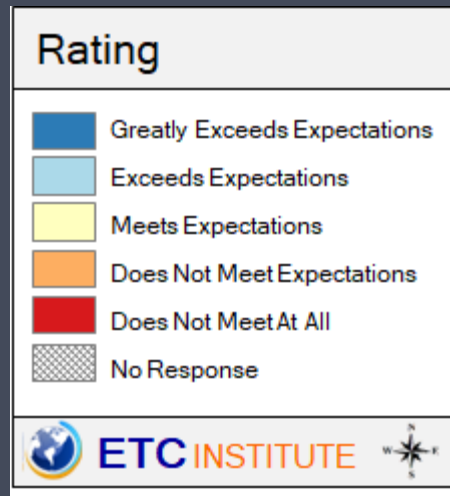 Rating
Greatly Exceeds Expectations
Exceeds Expectations
Meets Expectations
Does Not Meet Expectations
Does Not Meet At All
No Response
ETC INSTITUTE
N
W E
S